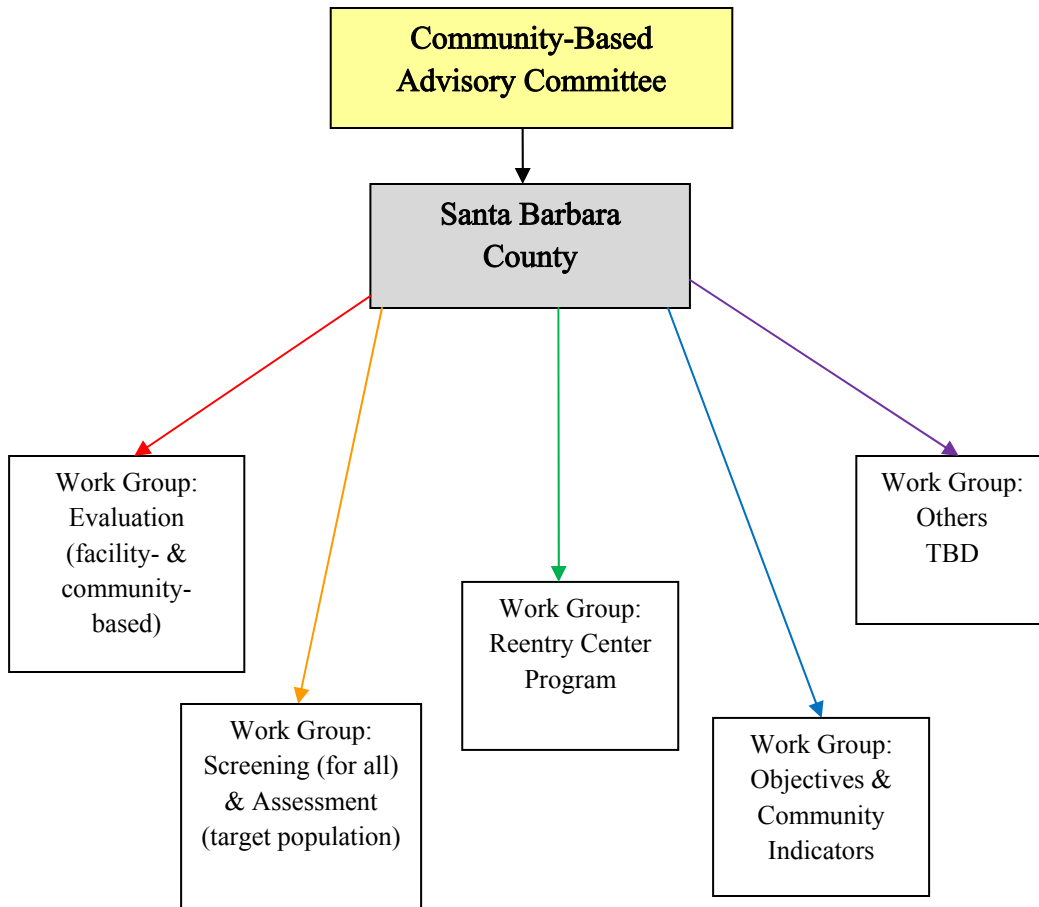 Community-Based
Advisory Committee
Santa Barbara
County
Work Group:
Evaluation
(facility- &
community-
based)
Work Group:
Screening (for all)
& Assessment
(target population)
Work Group:
Reentry Center
Program
Work Group:
Objectives &
Community
Indicators
Work Group:
Others
TBD